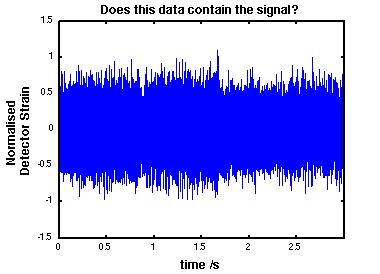 Does this data contain the signal?
1.5
1
0.5
0
-0.5
-1
-1.5
Normalised
Detector Strain
0 0.5 1 1.5 2 2.5
time /s